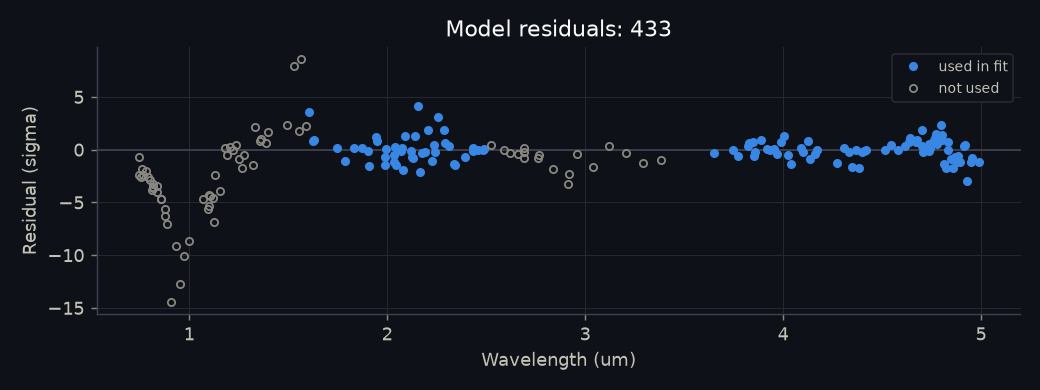 Model residuals: 433
used in fit
not used
Residual (sigma)
5
0
−5
−10
−15
1 2 3 4 5
Wavelength (um)